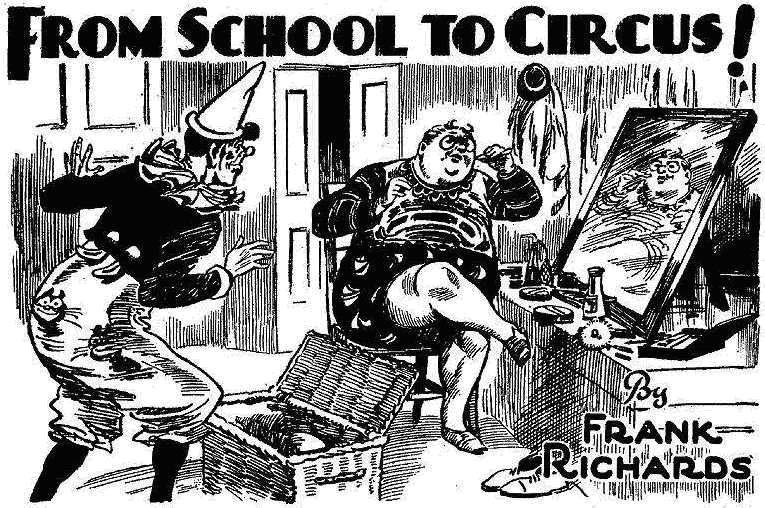 FROM SCHOOL TO CIRCUS!
By
FRANK
RICHARDS